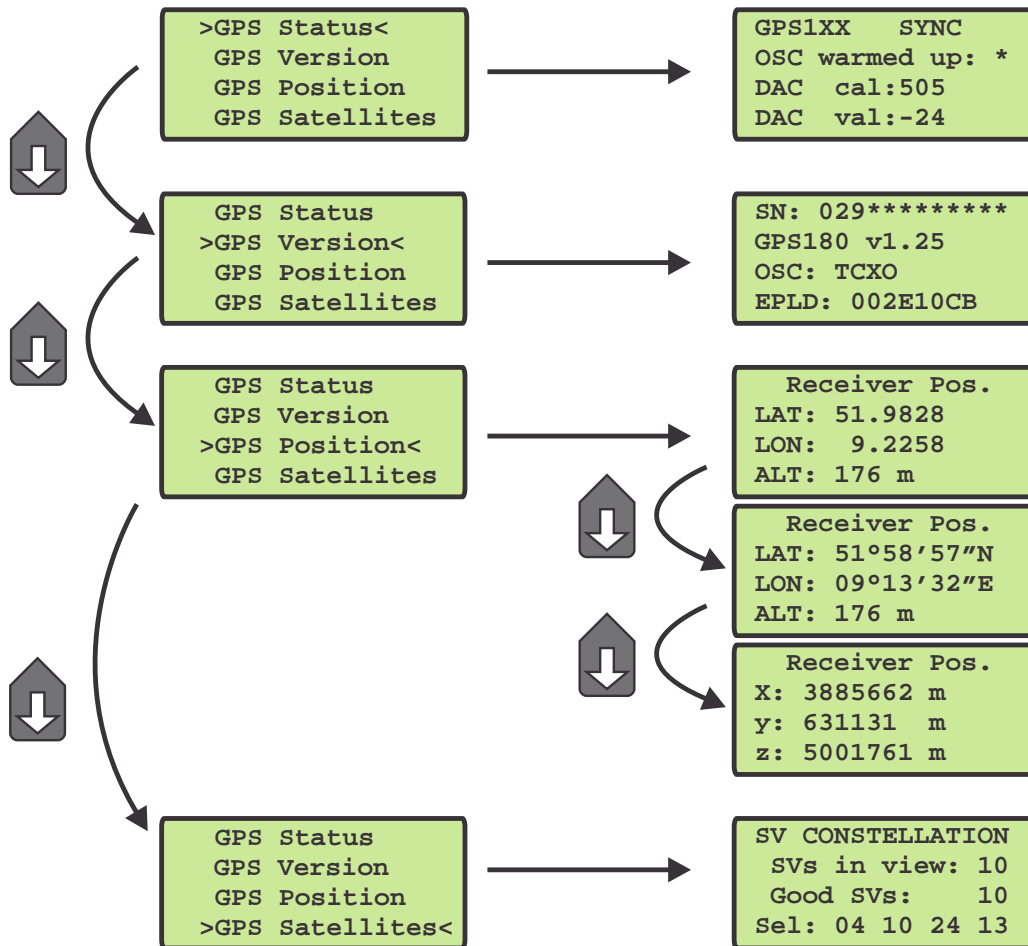 >GPS Status<
GPS Version
GPS Position
GPS Satellites
GPS1XX SYNC
OSC warmed up: *
DAC cal:505
DAC val:-24
GPS Status
>GPS Version<
GPS Position
GPS Satellites
SN: 029*********
GPS180 v1.25
OSC: TCXO
EPLD: 002E10CB
GPS Status
GPS Version
>GPS Position<
GPS Satellites
Receiver Pos.
LAT: 51.9828
LON: 9.2258
ALT: 176 m
Receiver Pos.
LAT: 51°58′57″N
LON: 09°13′32″E
ALT: 176 m
Receiver Pos.
X: 3885662 m
y: 631131 m
z: 5001761 m
GPS Status
GPS Version
GPS Position
>GPS Satellites<
SV CONSTELLATION
SVs in view: 10
Good SVs: 10
Sel: 04 10 24 13